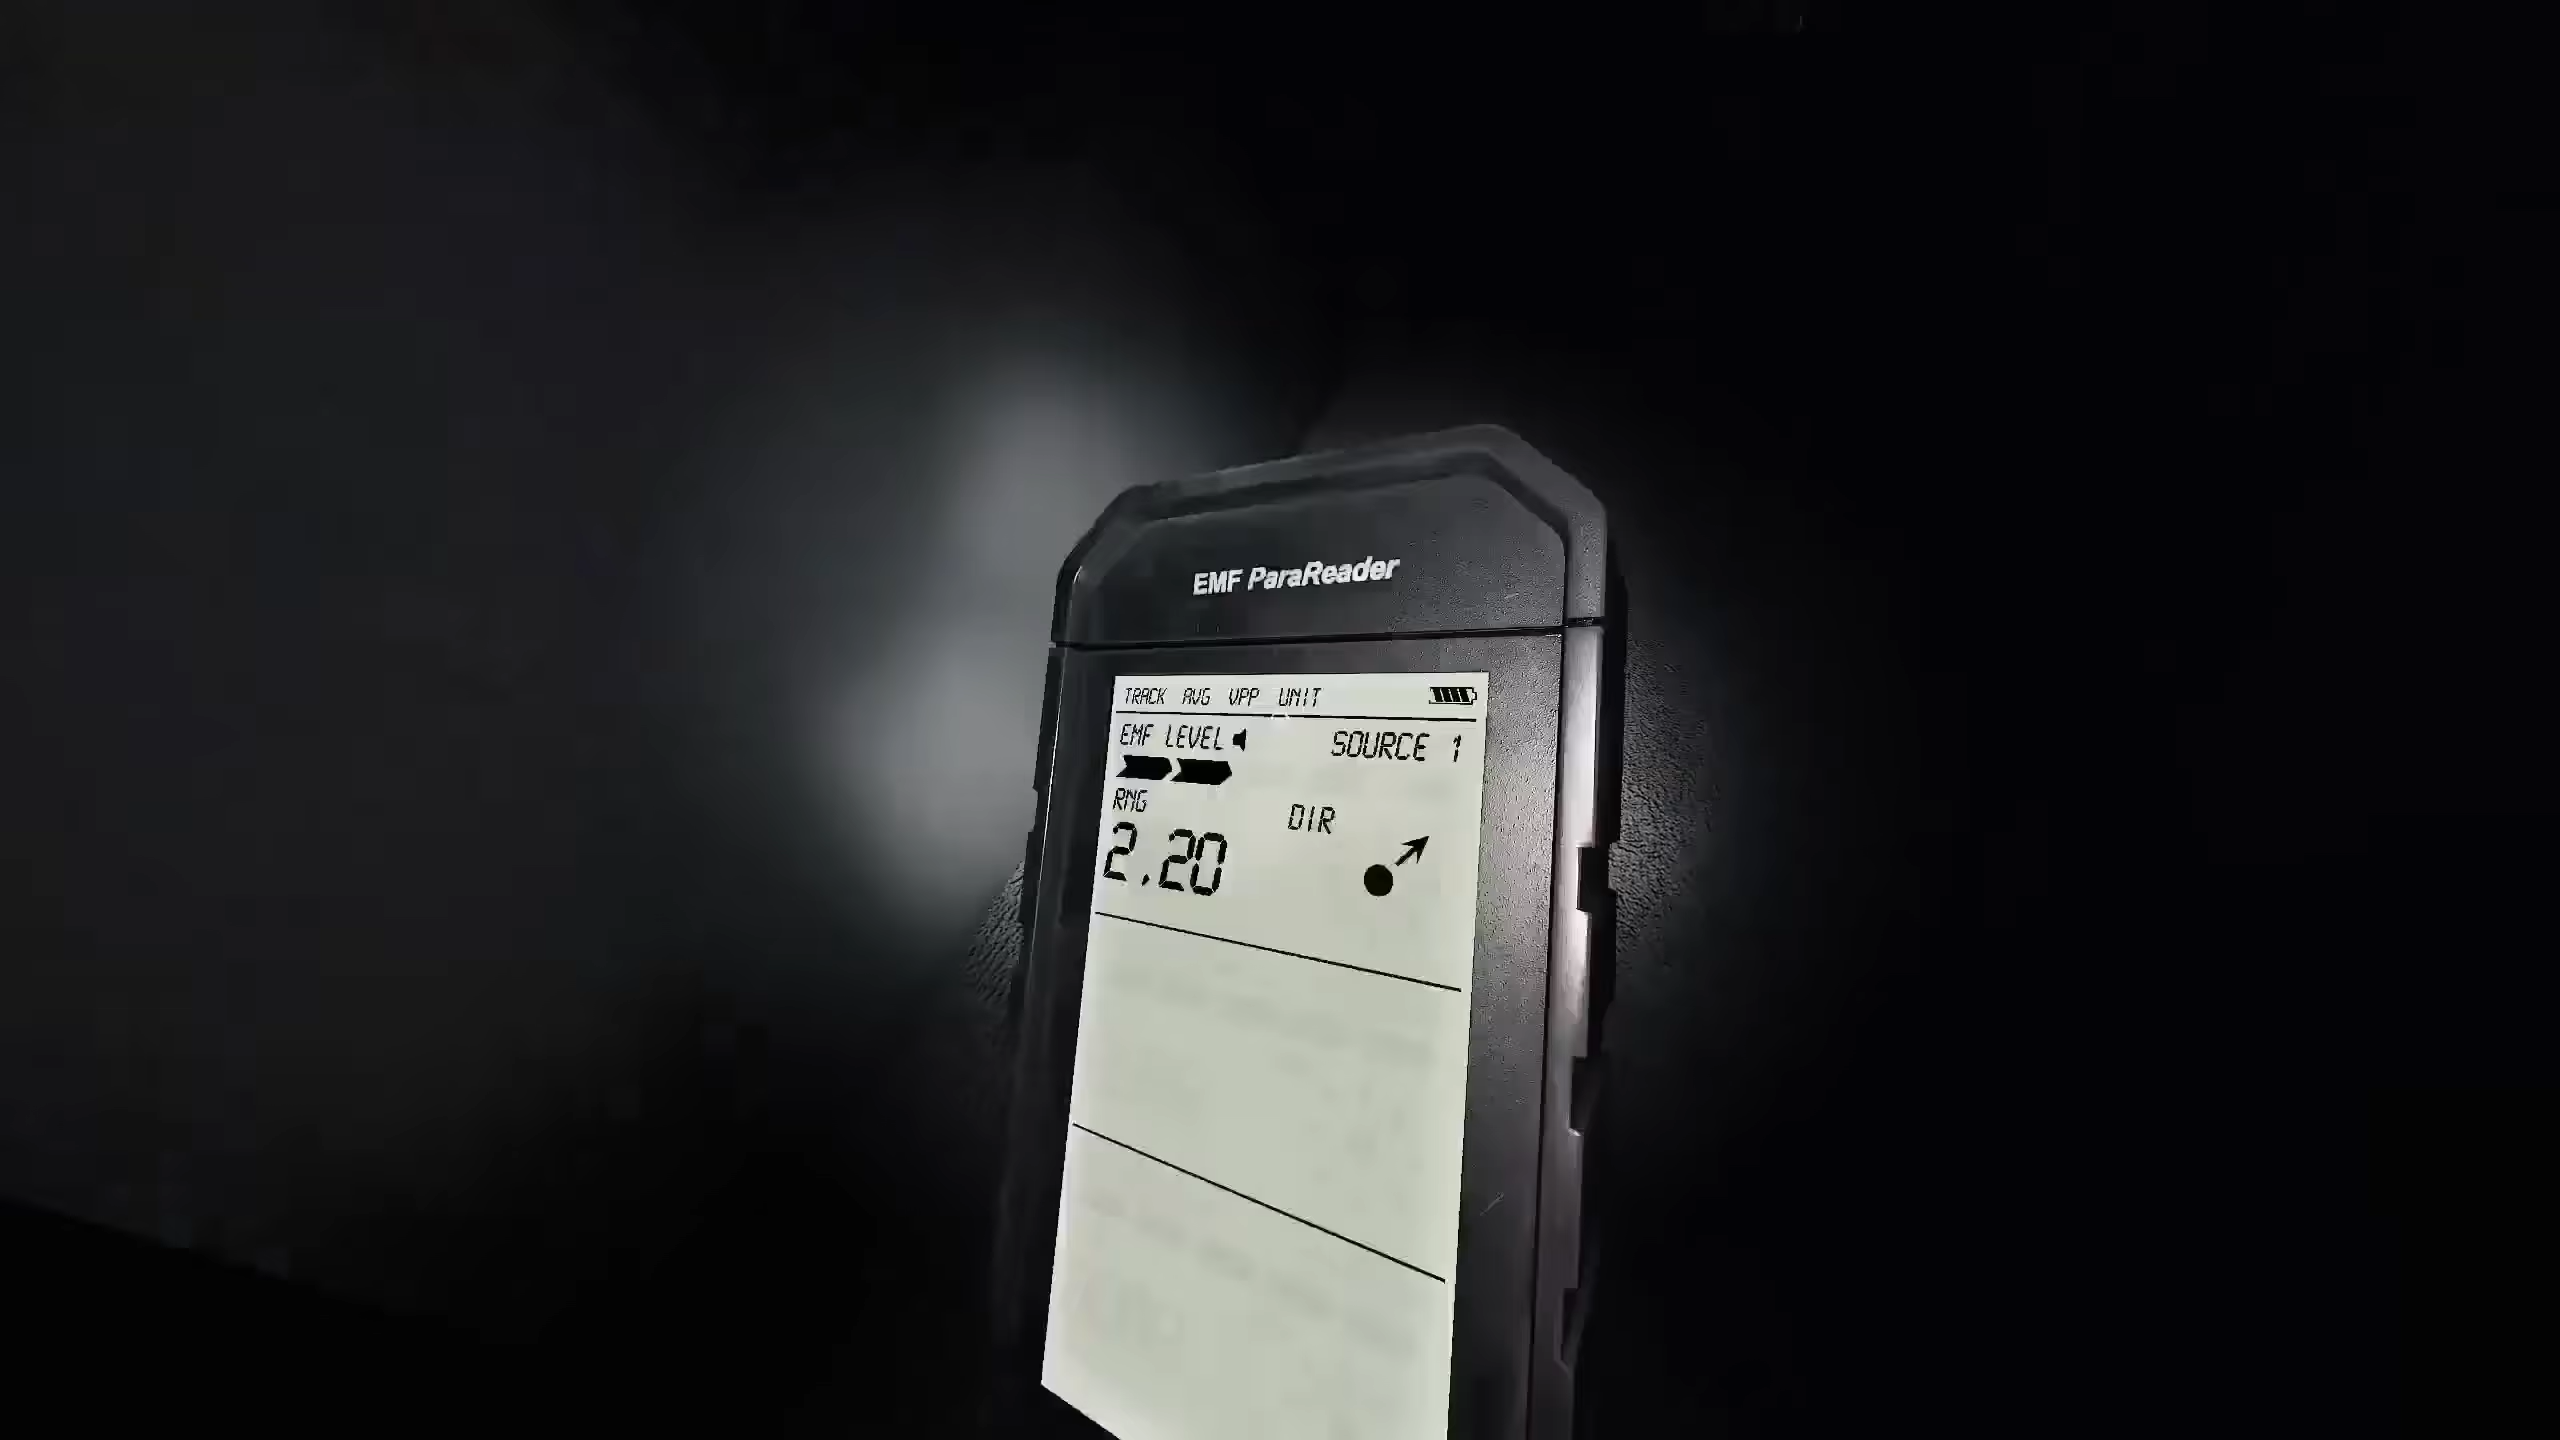 EMF ParaReader
TRACK AVG VPP UNIT
EMF LEVEL
SOURCE 1
RNG
DIR
2.20